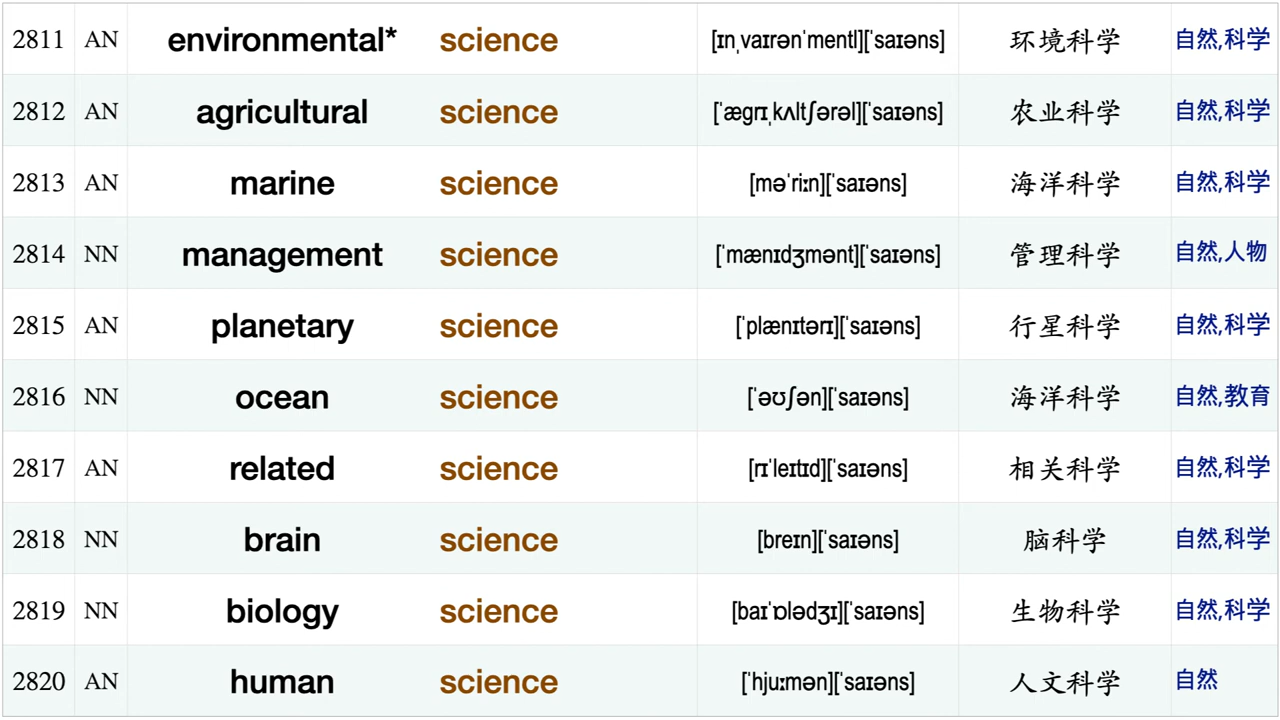 2811 AN environmental* science [ɪnˌvaɪrənˈmentl][ˈsaɪəns] 环境科学 自然,科学
2812 AN agricultural science [ˈægrɪˌkʌltʃərəl][ˈsaɪəns] 农业科学 自然,科学
2813 AN marine science [məˈriːn][ˈsaɪəns] 海洋科学 自然,科学
2814 NN management science [ˈmænɪdʒmənt][ˈsaɪəns] 管理科学 自然,人物
2815 AN planetary science [ˈplænɪtərɪ][ˈsaɪəns] 行星科学 自然,科学
2816 NN ocean science [ˈəʊʃən][ˈsaɪəns] 海洋科学 自然,教育
2817 AN related science [rɪˈleɪtɪd][ˈsaɪəns] 相关科学 自然,科学
2818 NN brain science [breɪn][ˈsaɪəns] 脑科学 自然,科学
2819 NN biology science [baɪˈɒlədʒɪ][ˈsaɪəns] 生物科学 自然,科学
2820 AN human science [ˈhjuːmən][ˈsaɪəns] 人文科学 自然